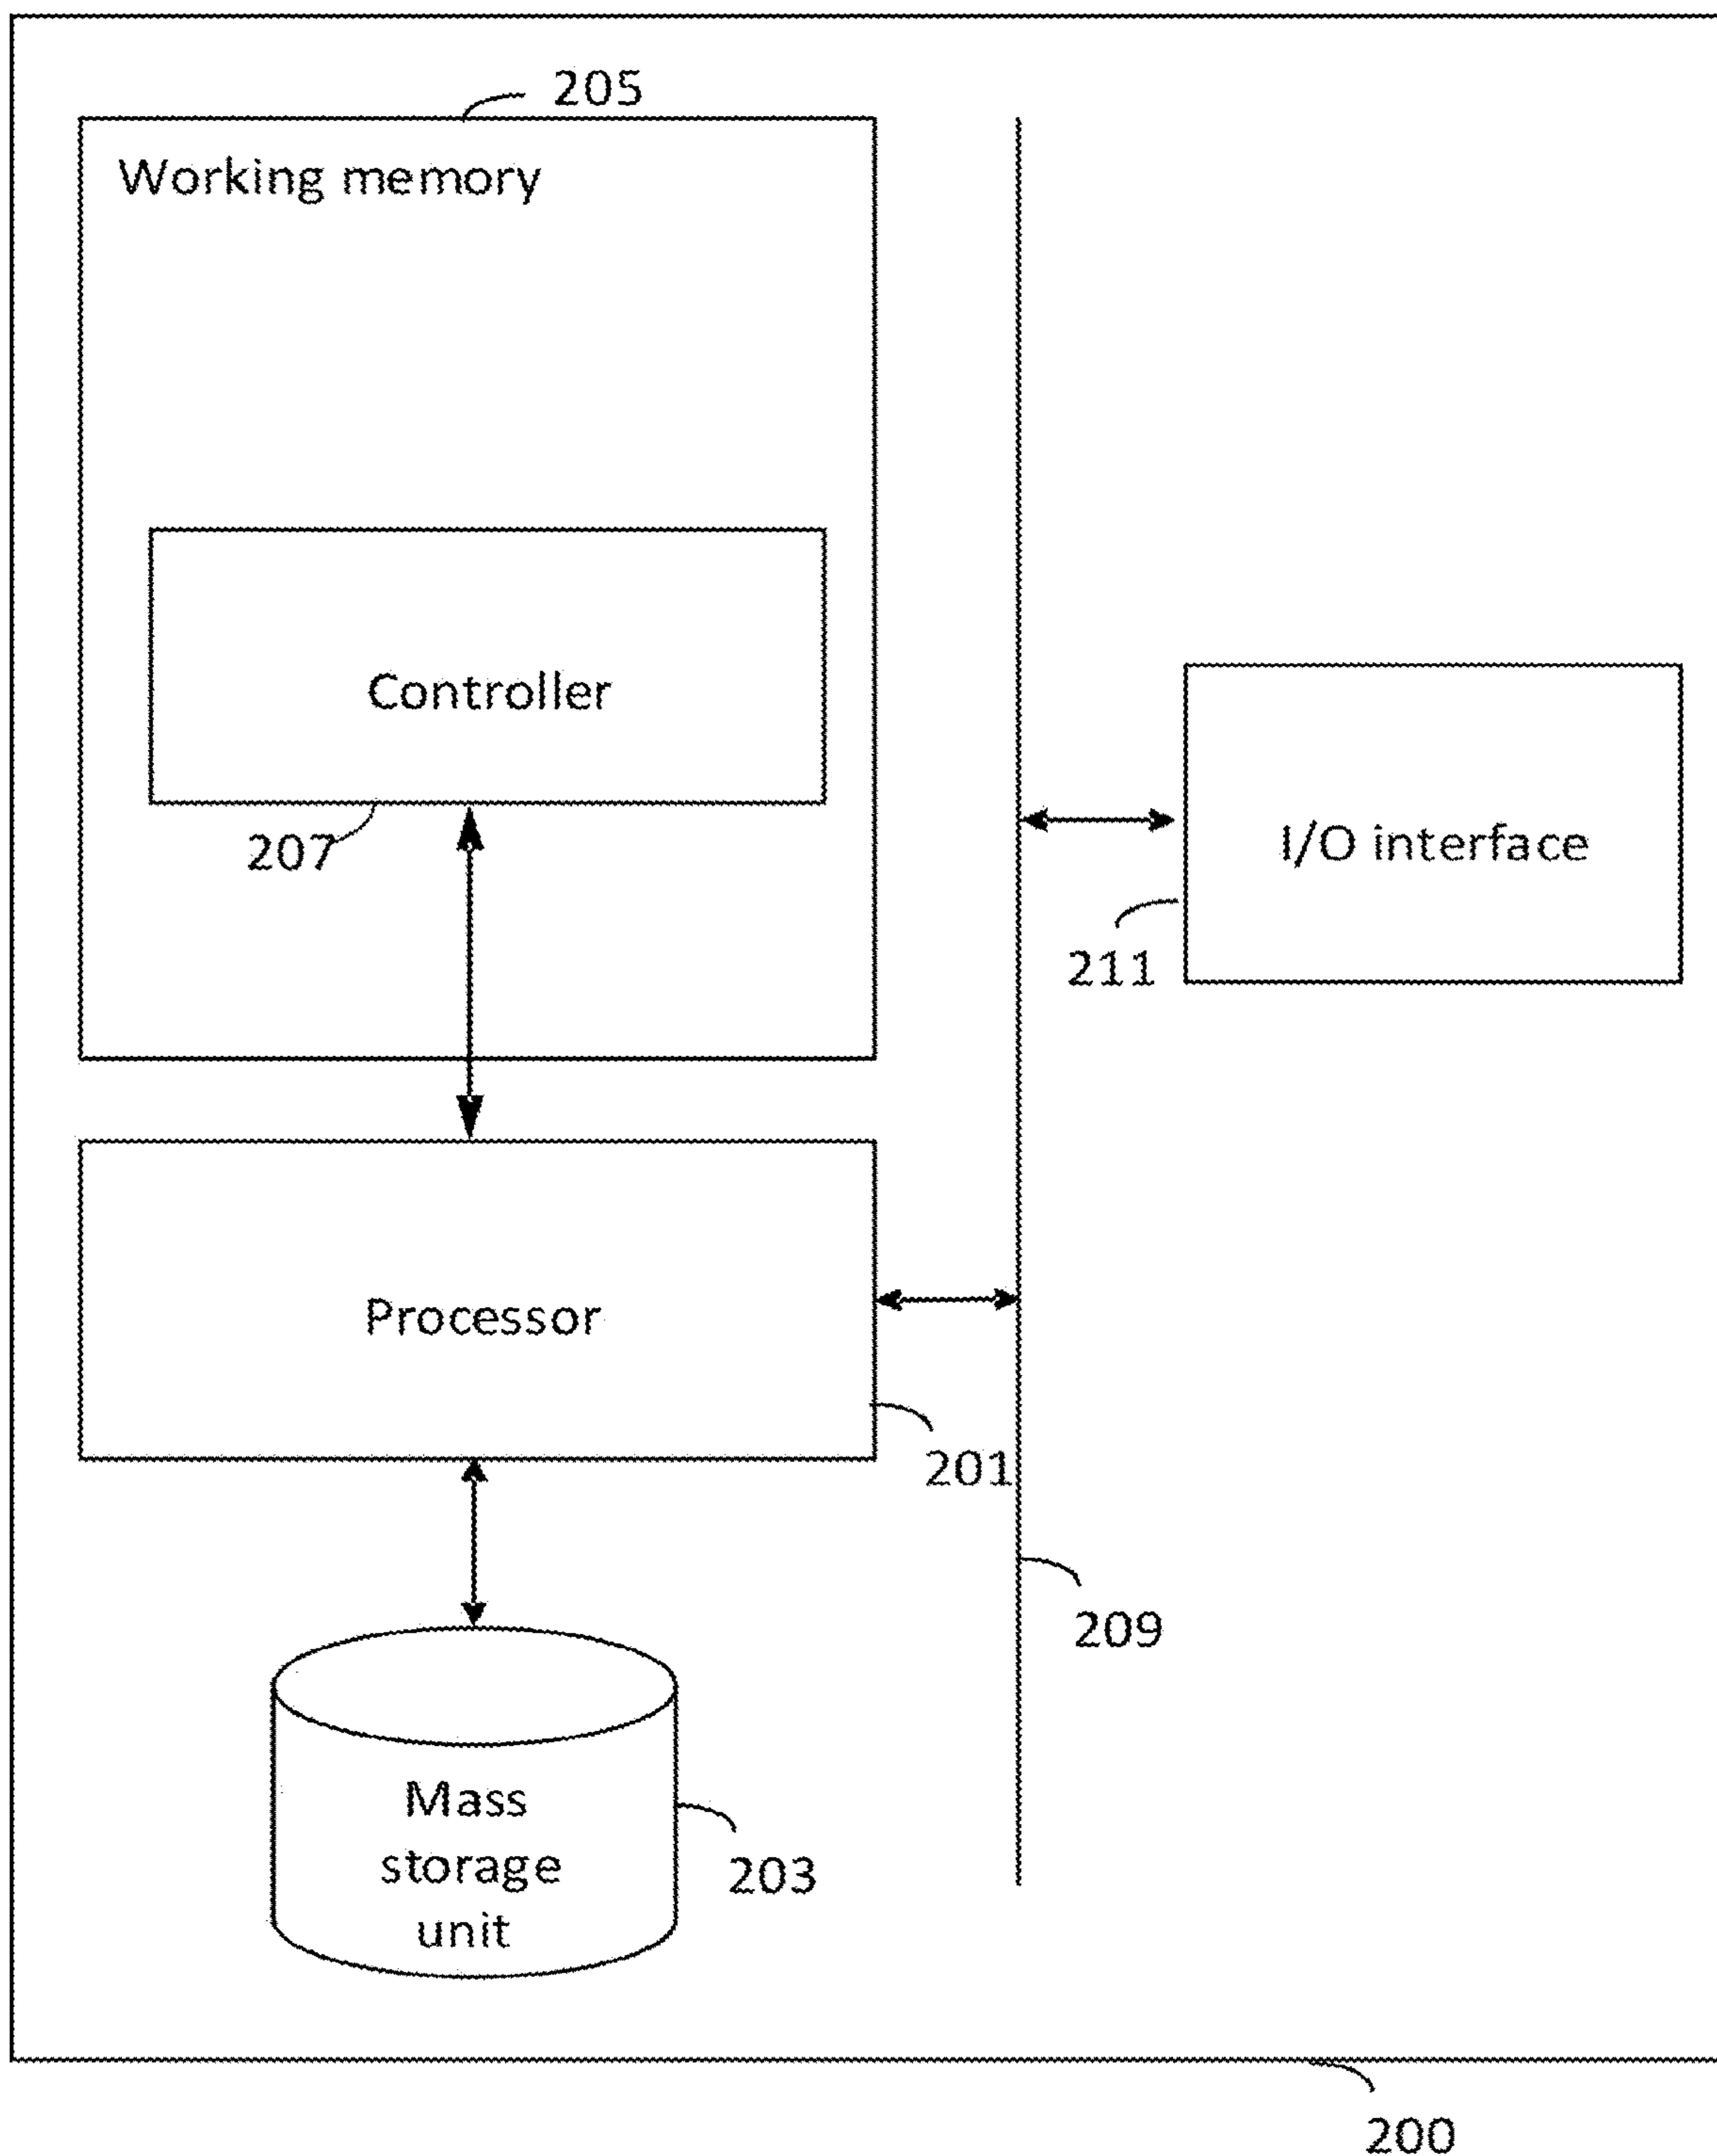 205
Working memory
Controller
207
I/O interface
211
Processor
201
209
Mass
storage
unit
203
200